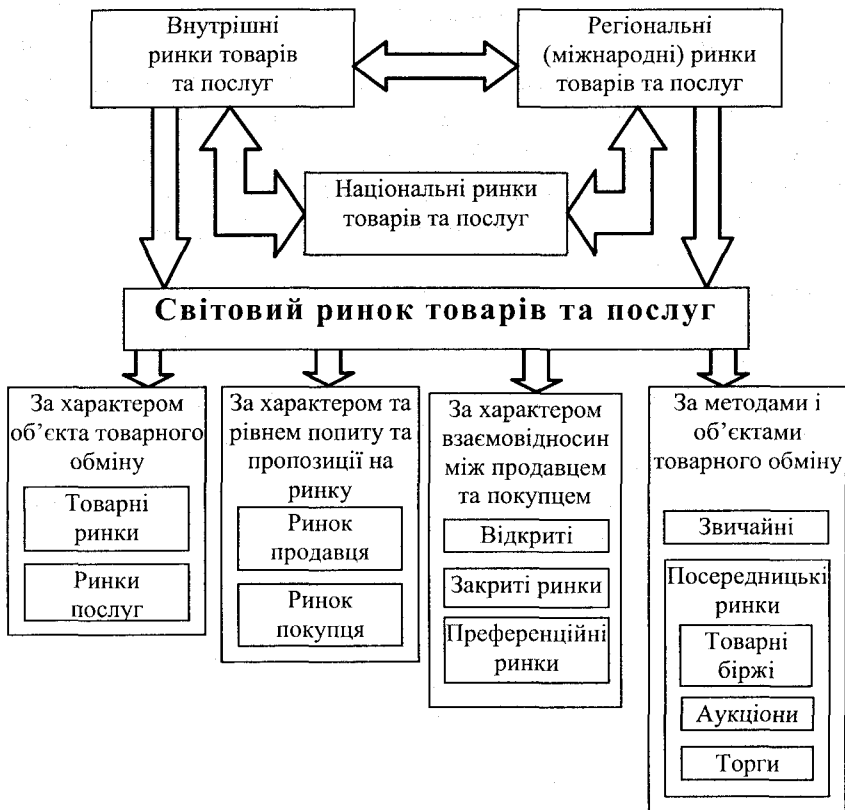 Внутрішні
ринки товарів
та послуг
Регіональні
(міжнародні) ринки
товарів та послуг
Національні ринки
товарів та послуг
Світовий ринок товарів та послуг
За характером
об’єкта товарного
обміну
Товарні
ринки
Ринки
послуг
За характером та
рівнем попиту та
пропозиції на
ринку
Ринок
продавця
Ринок
покупця
За характером
взаємовідносин
між продавцем
та покупцем
Відкриті
Закриті ринки
Преференційні
ринки
За методами і
об’єктами
товарного обміну
Звичайні
Посередницькі
ринки
Товарні
біржі
Аукціони
Торги